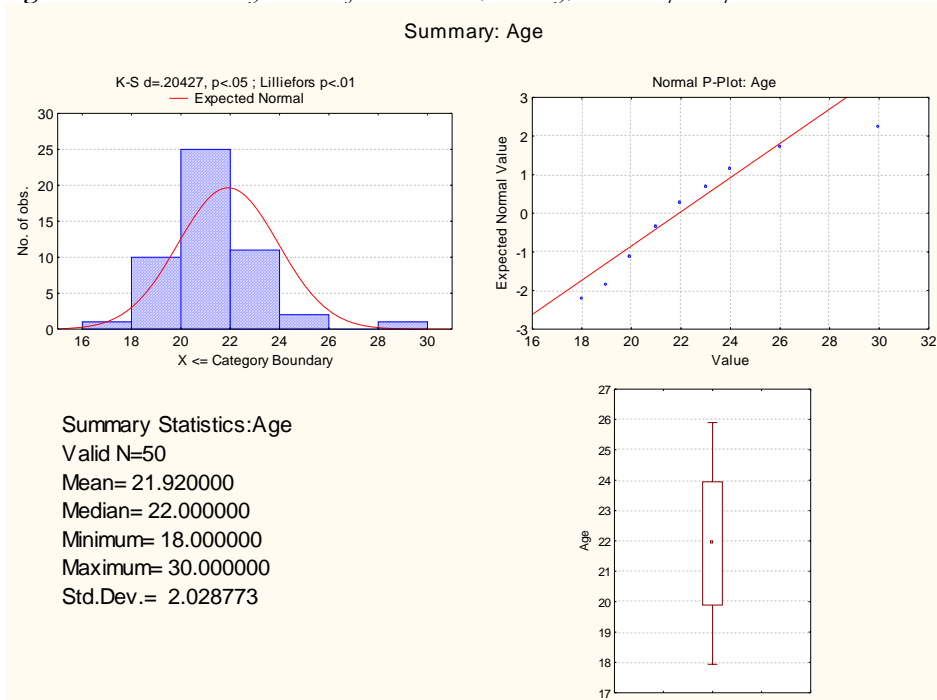 Summary: Age
K-S d=.20427, p<.05 ; Lilliefors p<.01
Expected Normal
30
25
20
15
10
5
0
No. of obs.
16 18 20 22 24 26 28 30
X <= Category Boundary
Normal P-Plot: Age
3
2
1
0
-1
-2
-3
Expected Normal Value
16 18 20 22 24 26 28 30 32
Value
Summary Statistics:Age
Valid N=50
Mean= 21.920000
Median= 22.000000
Minimum= 18.000000
Maximum= 30.000000
Std.Dev.= 2.028773
27
26
25
24
23
22
21
20
19
18
17
Age